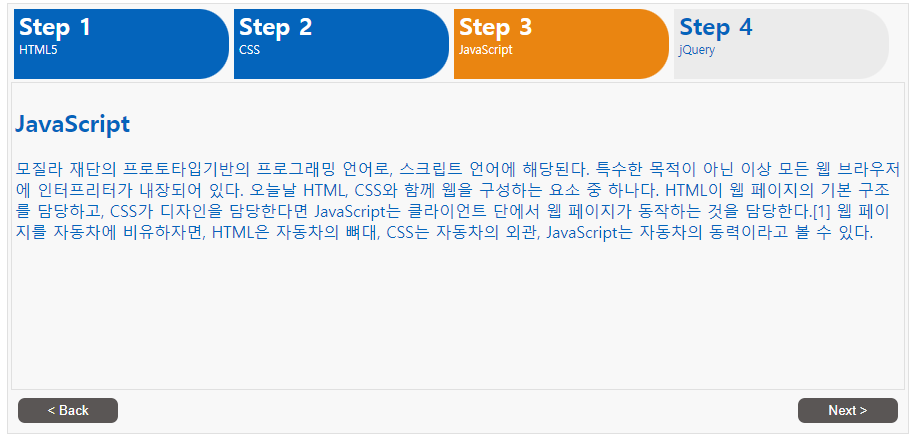 Step 1
HTML5
Step 2
CSS
Step 3
JavaScript
Step 4
jQuery
JavaScript
모질라 재단의 프로토타입기반의 프로그래밍 언어로, 스크립트 언어에 해당된다. 특수한 목적이 아닌 이상 모든 웹 브라우저
에 인터프리터가 내장되어 있다. 오늘날 HTML, CSS와 함께 웹을 구성하는 요소 중 하나다. HTML이 웹 페이지의 기본 구조
를 담당하고, CSS가 디자인을 담당한다면 JavaScript는 클라이언트 단에서 웹 페이지가 동작하는 것을 담당한다.[1] 웹 페이
지를 자동차에 비유하자면, HTML은 자동차의 뼈대, CSS는 자동차의 외관, JavaScript는 자동차의 동력이라고 볼 수 있다.
< Back
Next >